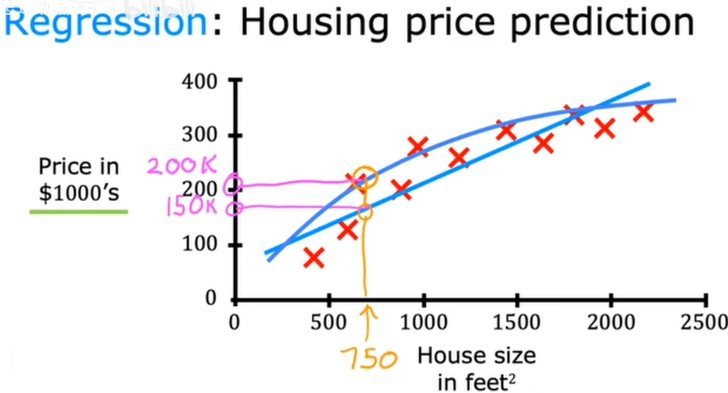 Regression: Housing price prediction
400
300
200
100
0
Price in
$1000's
200K
150K
0 500 1000 1500 2000 2500
750
House size
in feet²